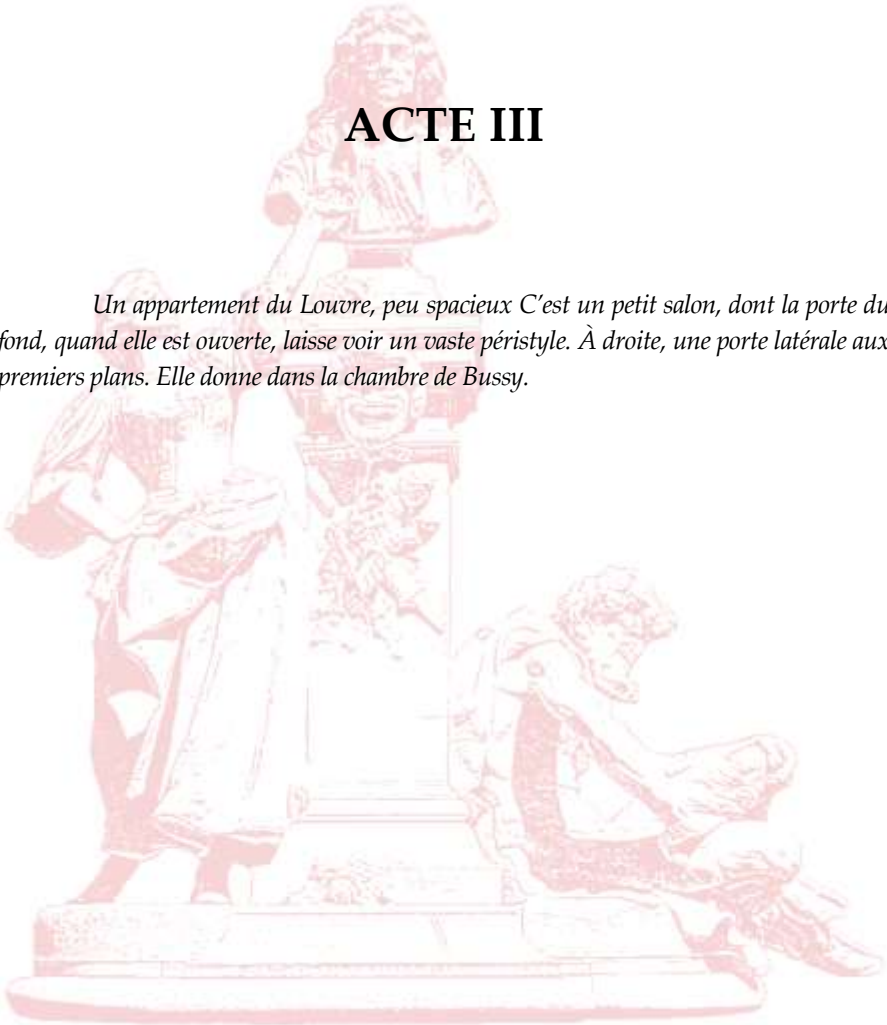 ACTE III
Un appartement du Louvre, peu spacieux C’est un petit salon, dont la porte du
fond, quand elle est ouverte, laisse voir un vaste péristyle. À droite, une porte latérale aux
premiers plans. Elle donne dans la chambre de Bussy.